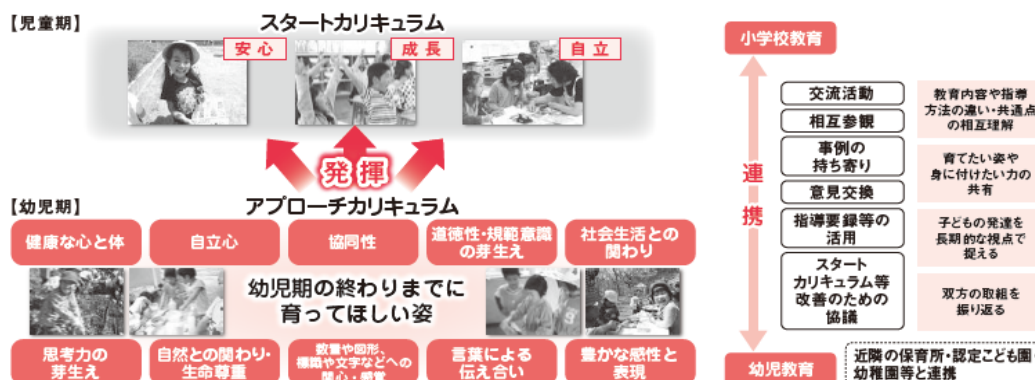 【児童期】
スタートカリキュラム
安心
成長
自立
発揮
【幼児期】
アプローチカリキュラム
健康な心と体
自立心
協同性
道徳性・規範意識
の芽生え
社会生活との
関わり
幼児期の終わりまでに
育ってほしい姿
思考力の
芽生え
自然との関わり・
生命尊重
数量や図形、
標識や文字などへの
関心・感覚
言葉による
伝え合い
豊かな感性と
表現
小学校教育
連携
交流活動
相互参観
事例の
持ち寄り
意見交換
指導要録等の
活用
スタート
カリキュラム等
改善のための
協議
教育内容や指導
方法の違い・共通点
の相互理解
育てたい姿や
身に付けたい力の
共有
子どもの発達を
長期的な視点で
捉える
双方の取組を
振り返る
幼児教育
近隣の保育所・認定こども園・
幼稚園等と連携